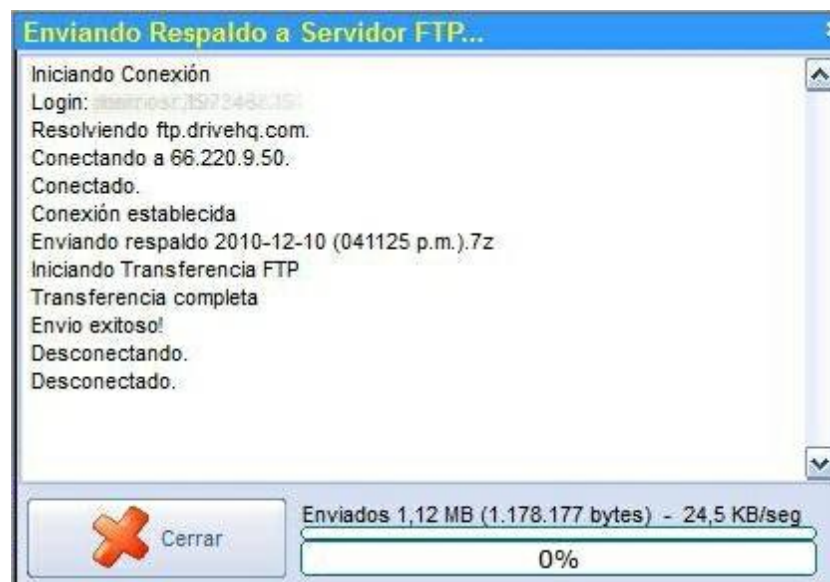 Enviando Respaldo a Servidor FTP...
Iniciando Conexión
Login:
Resolviendo ftp.drivehq.com.
Conectando a 66.220.9.50.
Conectado.
Conexión establecida
Enviando respaldo 2010-12-10 (041125 p.m.).7z
Iniciando Transferencia FTP
Transferencia completa
Envio exitoso!
Desconectando.
Desconectado.
Cerrar
Enviados 1,12 MB (1.178.177 bytes) - 24,5 KB/seg
0%